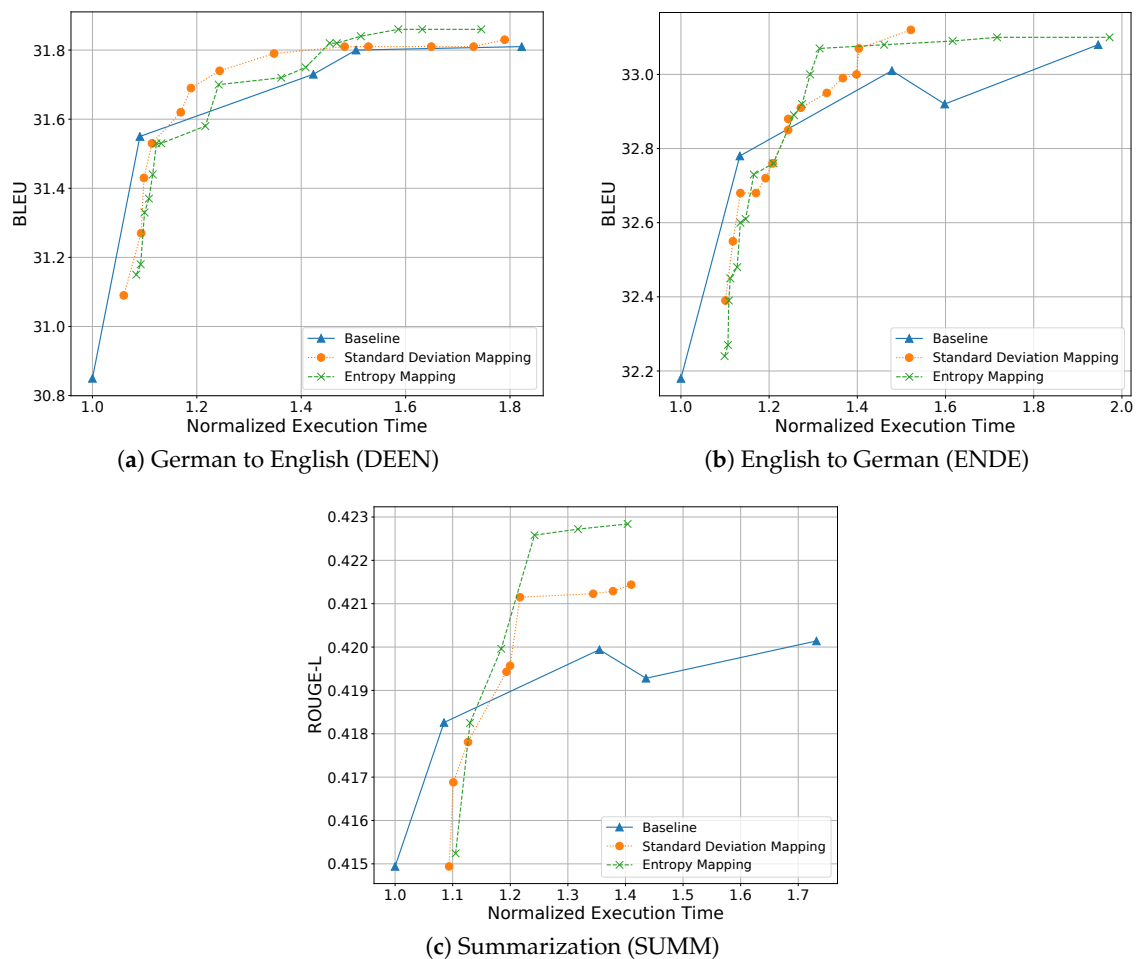 31.8
31.6
31.4
31.2
31.0
30.8
BLEU
Baseline
Standard Deviation Mapping
Entropy Mapping
1.0 1.2 1.4 1.6 1.8
Normalized Execution Time
(a) German to English (DEEN)
33.0
32.8
32.6
32.4
32.2
BLEU
Baseline
Standard Deviation Mapping
Entropy Mapping
1.0 1.2 1.4 1.6 1.8 2.0
Normalized Execution Time
(b) English to German (ENDE)
0.423
0.422
0.421
0.420
0.419
0.418
0.417
0.416
0.415
ROUGE-L
Baseline
Standard Deviation Mapping
Entropy Mapping
1.0 1.1 1.2 1.3 1.4 1.5 1.6 1.7
Normalized Execution Time
(c) Summarization (SUMM)